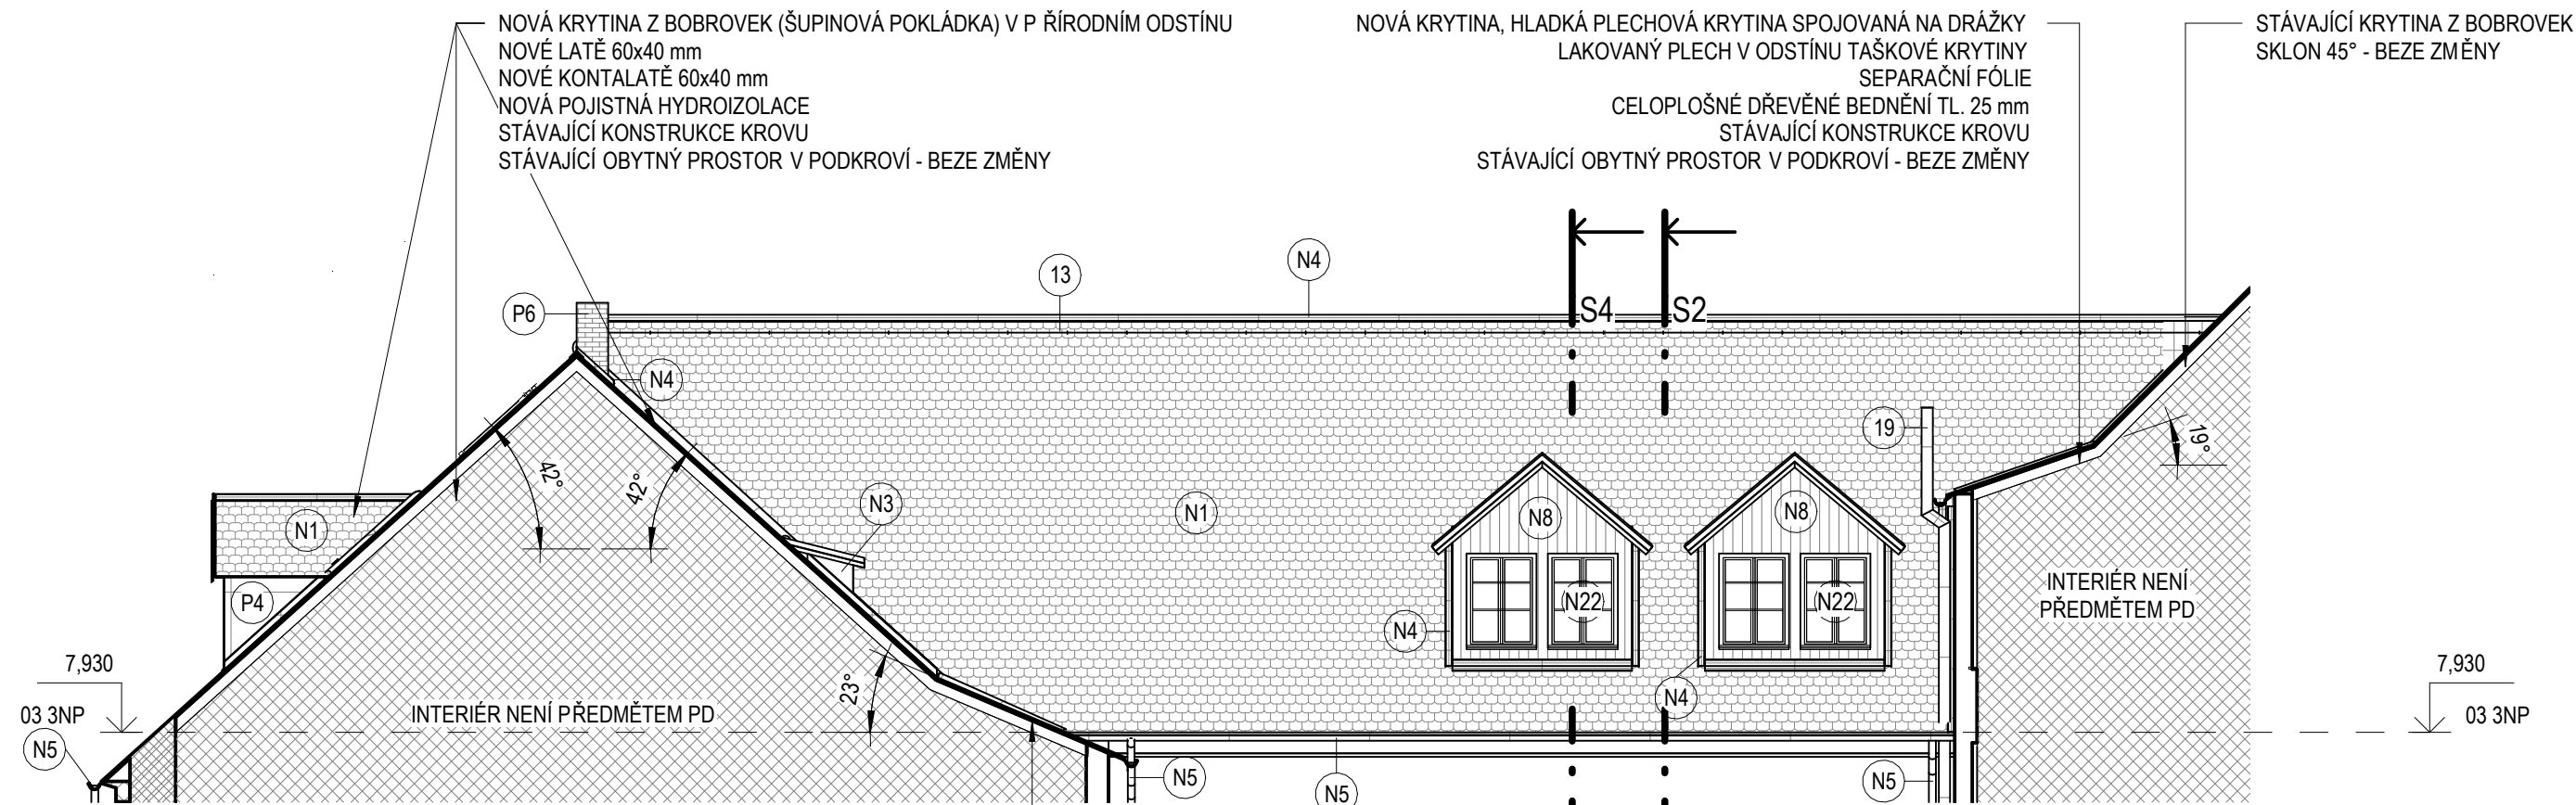 NOVÁ KRYTINA Z BOBROVEK (ŠUPINOVÁ POKLÁDKA) V P ŘÍRODNÍM ODSTÍNU
NOVÉ LATĚ 60x40 mm
NOVÉ KONTALATĚ 60x40 mm
NOVÁ POJISTNÁ HYDROIZOLACE
STÁVAJÍCÍ KONSTRUKCE KROVU
STÁVAJÍCÍ OBYTNÝ PROSTOR V PODKROVÍ - BEZE ZMĚNY
NOVÁ KRYTINA, HLADKÁ PLECHOVÁ KRYTINA SPOJOVANÁ NA DRÁŽKY
LAKOVANÝ PLECH V ODSTÍNU TAŠKOVÉ KRYTINY
SEPARAČNÍ FÓLIE
CELOPLOŠNÉ DŘEVĚNÉ BEDNĚNÍ TL. 25 mm
STÁVAJÍCÍ KONSTRUKCE KROVU
STÁVAJÍCÍ OBYTNÝ PROSTOR V PODKROVÍ - BEZE ZMĚNY
STÁVAJÍCÍ KRYTINA Z BOBROVEK
SKLON 45° - BEZE ZMĚNY
N4
13
P6
S4
S2
N4
19
19°
42°
42°
N3
N1
N8
N8
N1
P4
N22
N22
INTERIÉR NENÍ
PŘEDMĚTEM PD
N4
N4
7,930
03 3NP
N5
23°
INTERIÉR NENÍ PŘEDMĚTEM PD
7,930
03 3NP
N5
N5
N5